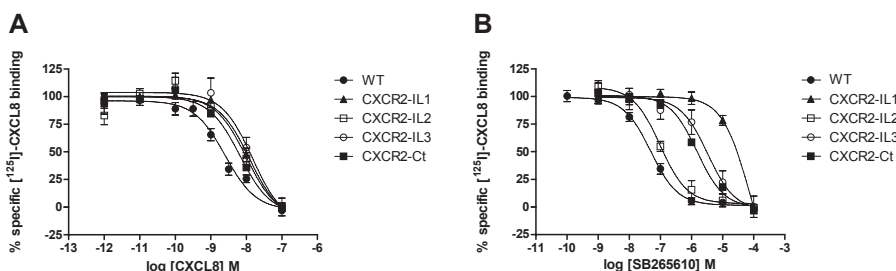 A
% specific [125I]-CXCL8 binding
125
100
75
50
25
0
-25
-13 -12 -11 -10 -9 -8 -7 -6
log [CXCL8] M
WT
CXCR2-IL1
CXCR2-IL2
CXCR2-IL3
CXCR2-Ct
B
% specific [125I]-CXCL8 binding
125
100
75
50
25
0
-25
-11 -10 -9 -8 -7 -6 -5 -4 -3
log [SB265610] M
WT
CXCR2-IL1
CXCR2-IL2
CXCR2-IL3
CXCR2-Ct